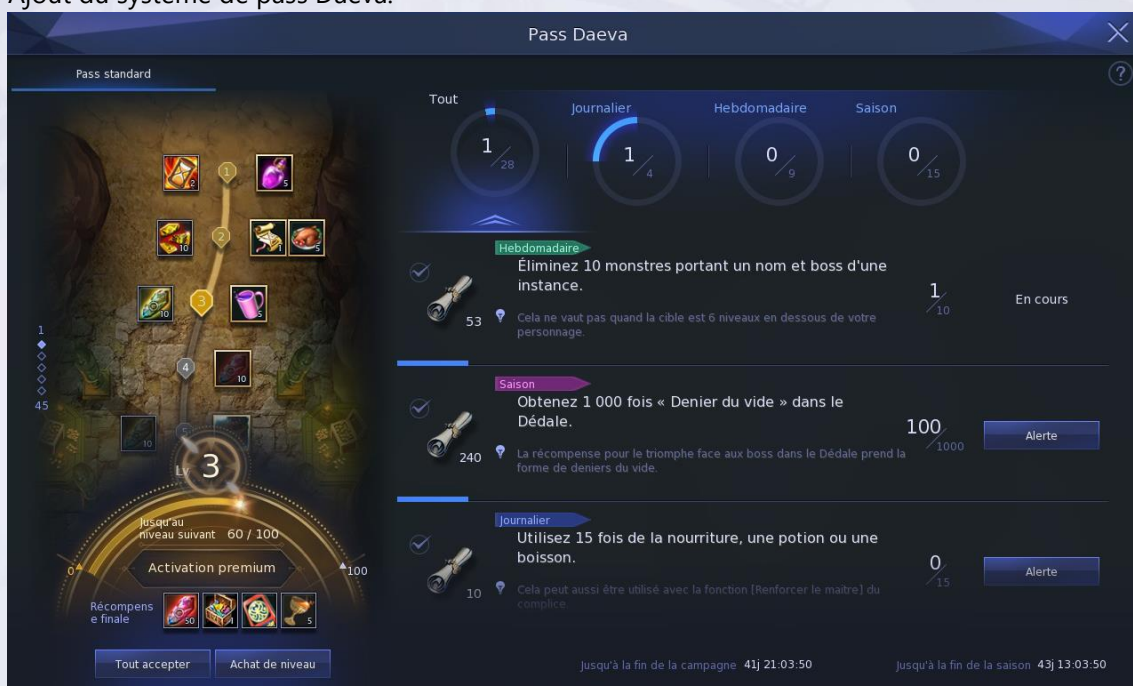 Ajout du système de pass Daeva.
Pass Daeva
Pass standard
?
Tout
1/28
Journalier
1/4
Hebdomadaire
0/9
Saison
0/15
1
2
5
2
10
1
5
3
10
5
4
10
5
10
1
45
Lv 3
Jusqu'au
niveau suivant 60 / 100
0
100
Activation premium
Récompens
e finale
50
1
1
5
Tout accepter
Achat de niveau
Hebdomadaire
Éliminez 10 monstres portant un nom et boss d'une
instance.
53
Cela ne vaut pas quand la cible est 6 niveaux en dessous de votre
personnage.
1/10
En cours
Saison
Obtenez 1 000 fois « Denier du vide » dans le
Dédale.
240
La récompense pour le triomphe face aux boss dans le Dédale prend la
forme de deniers du vide.
100/1000
Alerte
Journalier
Utilisez 15 fois de la nourriture, une potion ou une
boisson.
10
Cela peut aussi être utilisé avec la fonction [Renforcer le maître] du
complice.
0/15
Alerte
Jusqu'à la fin de la campagne 41j 21:03:50
Jusqu'à la fin de la saison 43j 13:03:50